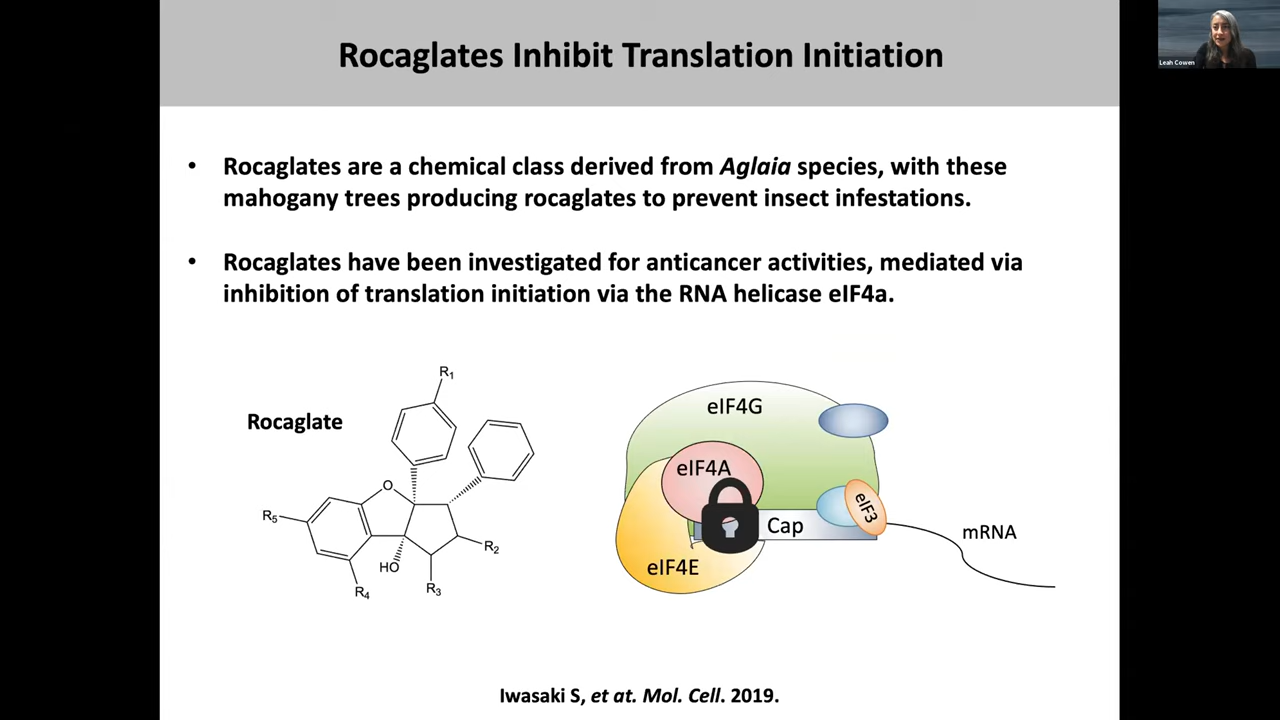 Rocaglates Inhibit Translation Initiation
Leah Cowen
• Rocaglates are a chemical class derived from Aglaia species, with these
mahogany trees producing rocaglates to prevent insect infestations.
• Rocaglates have been investigated for anticancer activities, mediated via
inhibition of translation initiation via the RNA helicase eIF4a.
Rocaglate
R1
O
R5
HO
R2
R4
R3
eIF4G
eIF4A
Cap
eIF3
mRNA
eIF4E
Iwasaki S, et at. Mol. Cell. 2019.